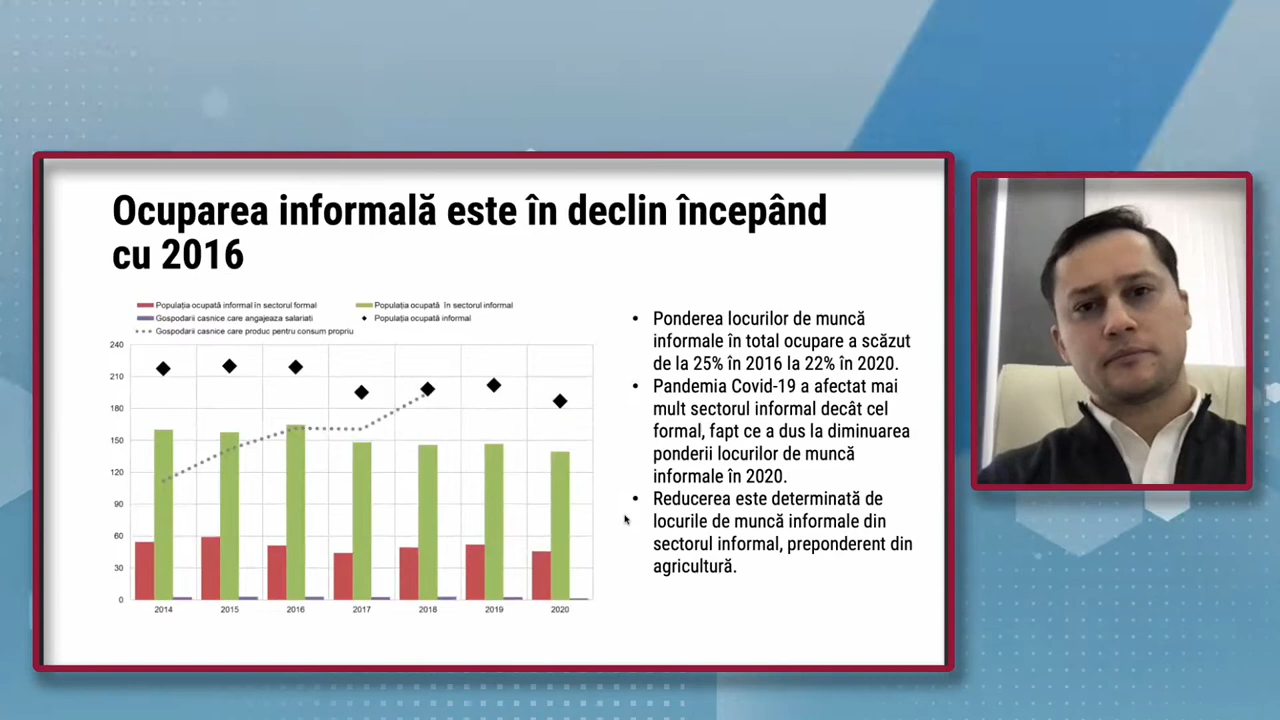 Ocuparea informală este în declin începând
cu 2016
Populația ocupată informal în sectorul formal
Populația ocupată în sectorul informal
Gospodarii casnice care angajeaza salariati
Populația ocupată informal
Gospodarii casnice care produc pentru consum propriu
240
210
180
150
120
90
60
30
0
2014 2015 2016 2017 2018 2019 2020
• Ponderea locurilor de muncă
informale în total ocupare a scăzut
de la 25% în 2016 la 22% în 2020.
• Pandemia Covid-19 a afectat mai
mult sectorul informal decât cel
formal, fapt ce a dus la diminuarea
ponderii locurilor de muncă
informale în 2020.
• Reducerea este determinată de
locurile de muncă informale din
sectorul informal, preponderent din
agricultură.